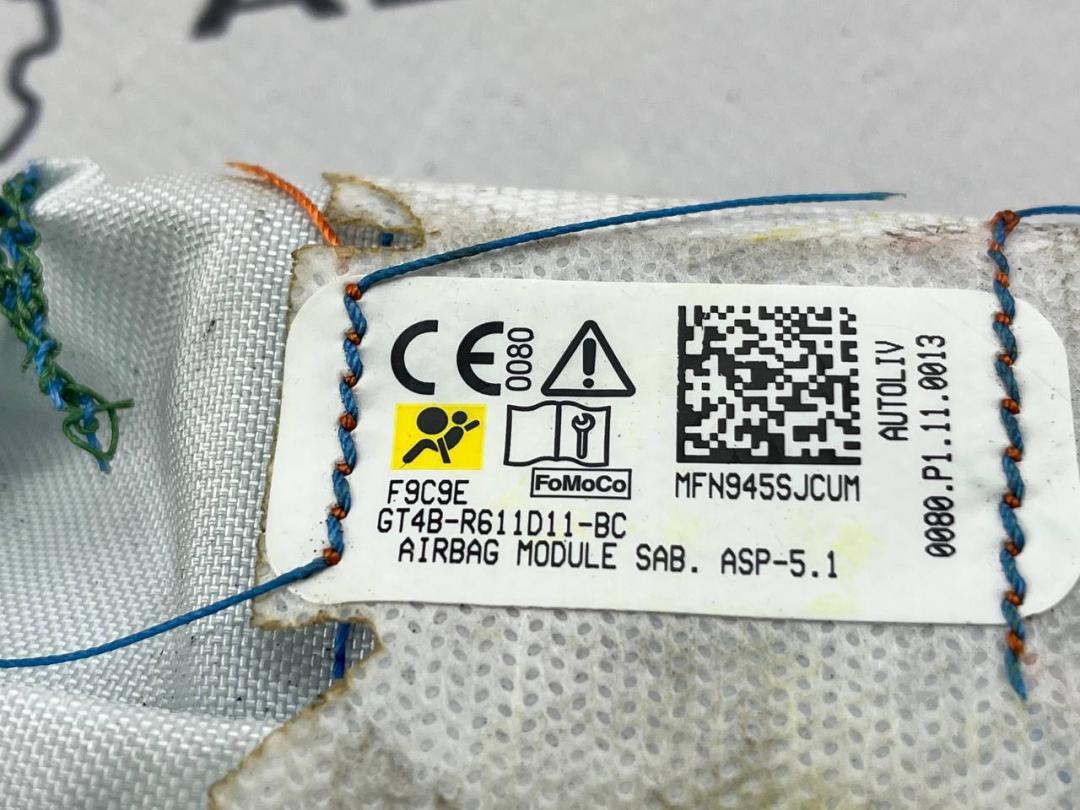 CE 0080
FoMoCo
F9C9E
GT4B-R611D11-BC
AIRBAG MODULE SAB. ASP-5.1
MFN945SJCUM
AUTOLIV
0080.P1.11.0013